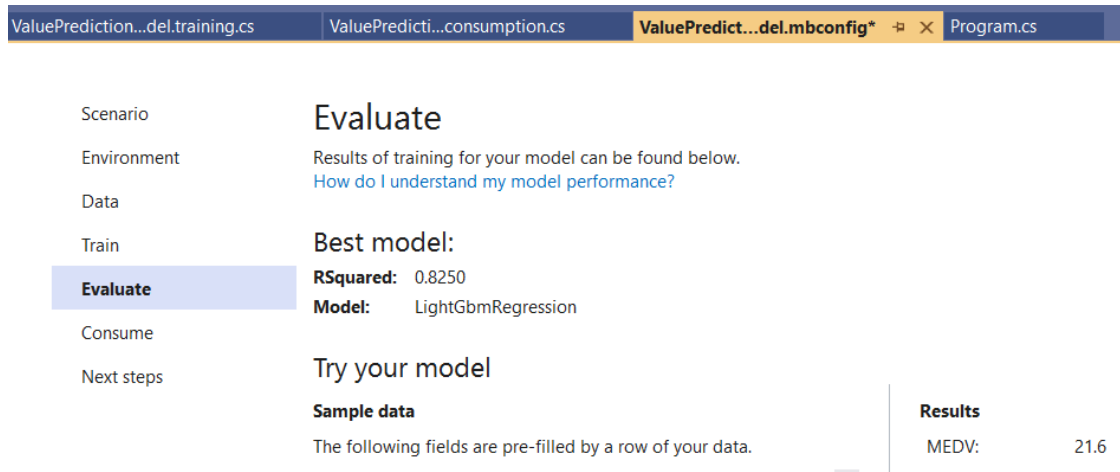 ValuePrediction...del.training.cs ValuePredicti...consumption.cs ValuePredict...del.mbconfig* Program.cs
Scenario
Environment
Data
Train
Evaluate
Consume
Next steps
Evaluate
Results of training for your model can be found below.
How do I understand my model performance?
Best model:
RSquared: 0.8250
Model: LightGbmRegression
Try your model
Sample data
The following fields are pre-filled by a row of your data.
Results
MEDV: 21.6